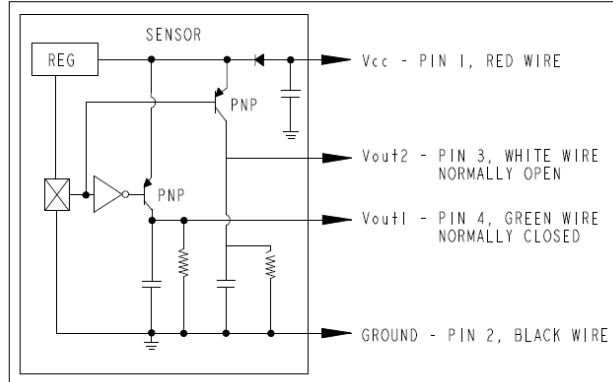 SENSOR
REG
Vcc - PIN 1, RED WIRE
PNP
Vout2 - PIN 3, WHITE WIRE
NORMALLY OPEN
PNP
Vout1 - PIN 4, GREEN WIRE
NORMALLY CLOSED
GROUND - PIN 2, BLACK WIRE